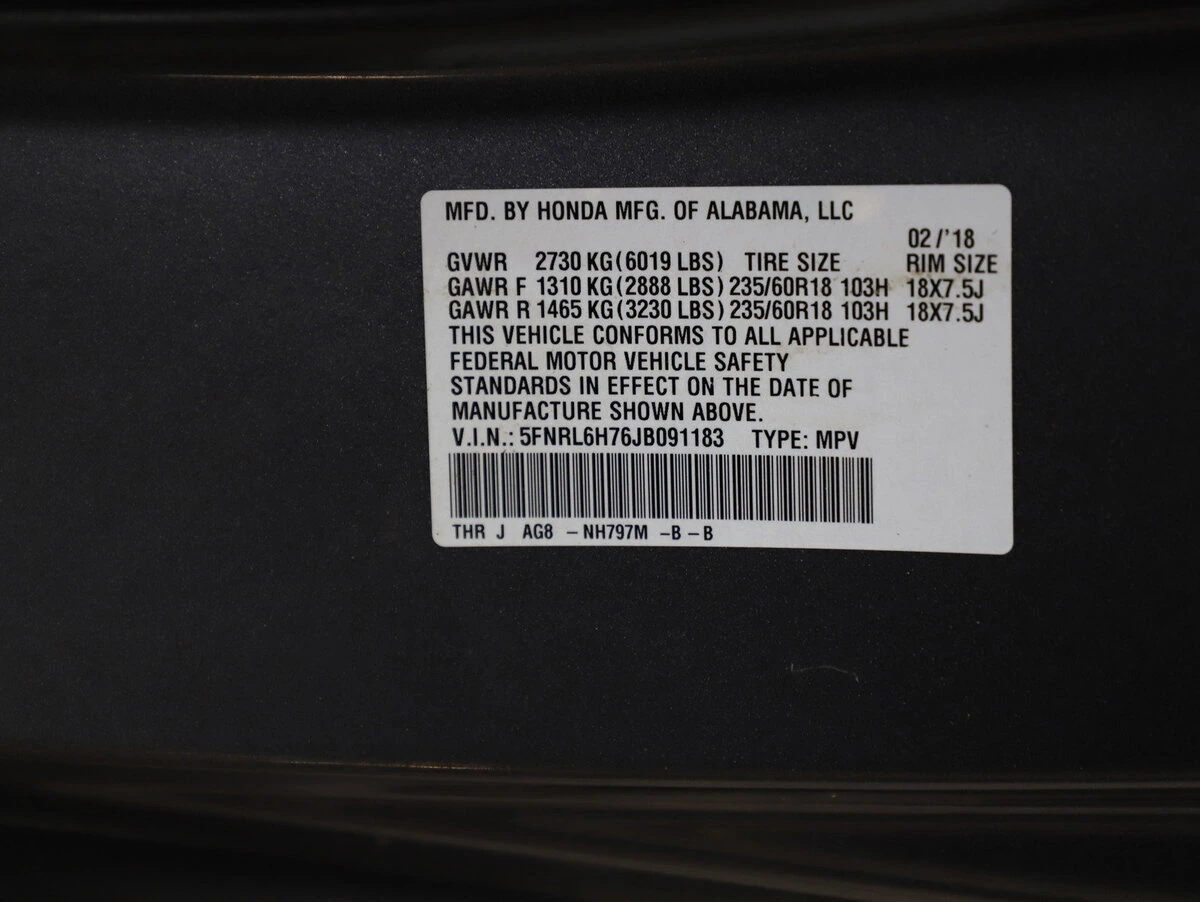 MFD. BY HONDA MFG. OF ALABAMA, LLC
02/'18
GVWR 2730 KG(6019 LBS) TIRE SIZE RIM SIZE
GAWR F 1310 KG(2888 LBS) 235/60R18 103H 18X7.5J
GAWR R 1465 KG(3230 LBS) 235/60R18 103H 18X7.5J
THIS VEHICLE CONFORMS TO ALL APPLICABLE
FEDERAL MOTOR VEHICLE SAFETY
STANDARDS IN EFFECT ON THE DATE OF
MANUFACTURE SHOWN ABOVE.
V.I.N.: 5FNRL6H76JB091183 TYPE: MPV
THR J AG8 -NH797M -B-B